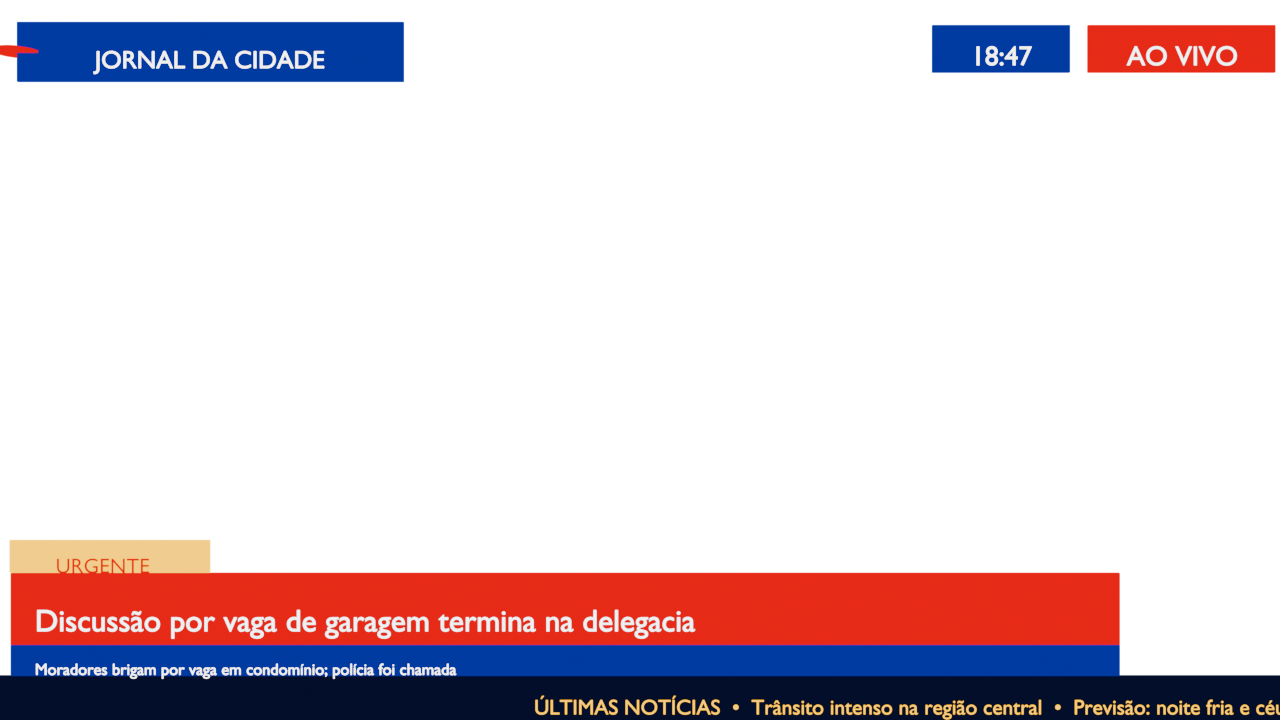 JORNAL DA CIDADE
18:47
AO VIVO
URGENTE
Discussão por vaga de garagem termina na delegacia
Moradores brigam por vaga em condomínio; polícia foi chamada
ÚLTIMAS NOTÍCIAS • Trânsito intenso na região central • Previsão: noite fria e